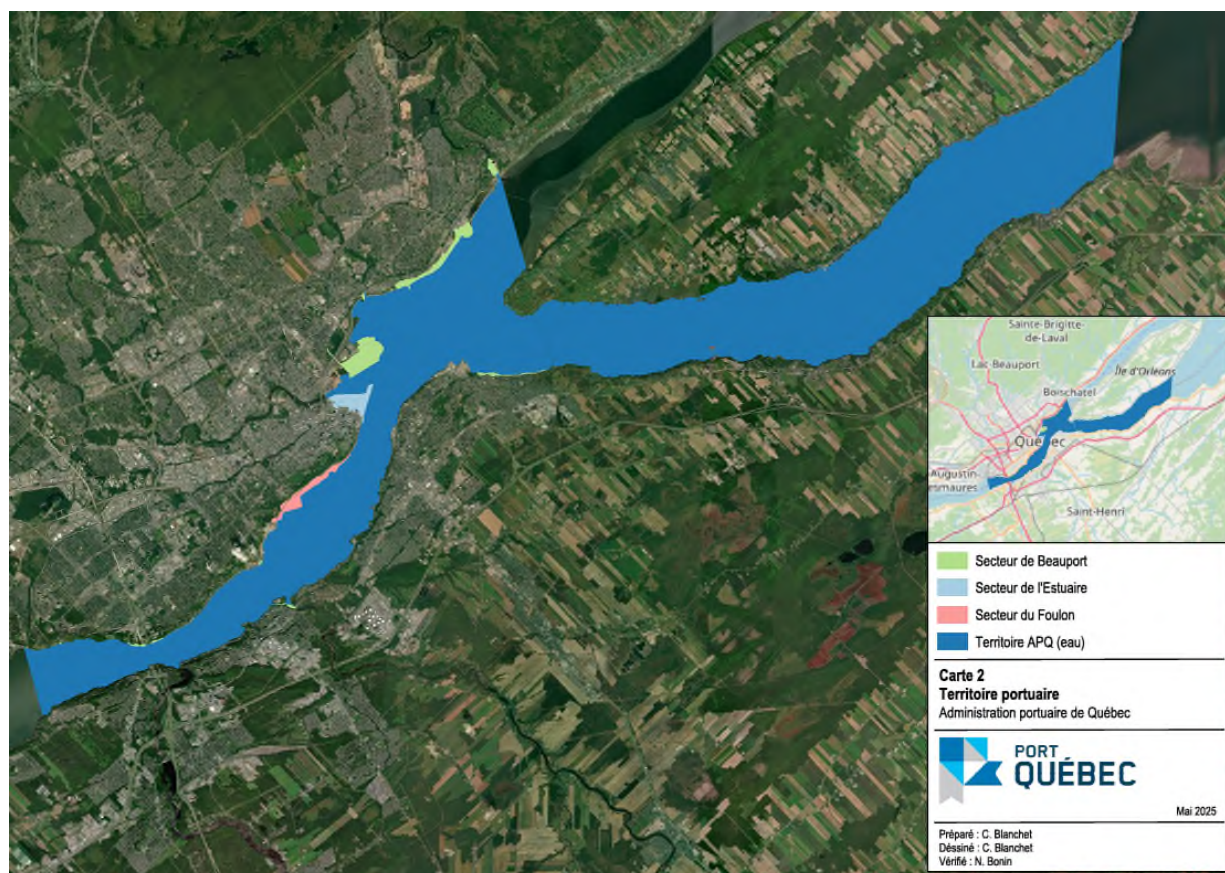 Sainte-Brigitte-
de-Laval
Lac-Beauport
Île d'Orléans
Boischatel
Québec
Augustin-
esmaures
Saint-Henri
Secteur de Beauport
Secteur de l'Estuaire
Secteur du Foulon
Territoire APQ (eau)
Carte 2
Territoire portuaire
Administration portuaire de Québec
PORT
QUÉBEC
Mai 2025
Préparé : C. Blanchet
Déssiné : C. Blanchet
Vérifié : N. Bonin